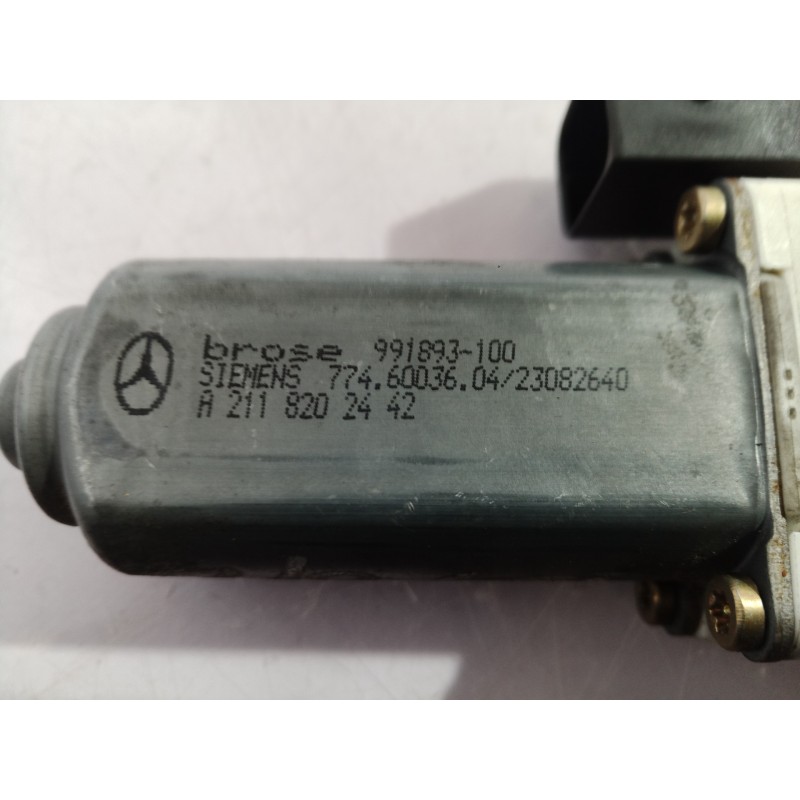 brose 991893-100
SIEMENS 774.60036.04/23082640
A 211 820 24 42